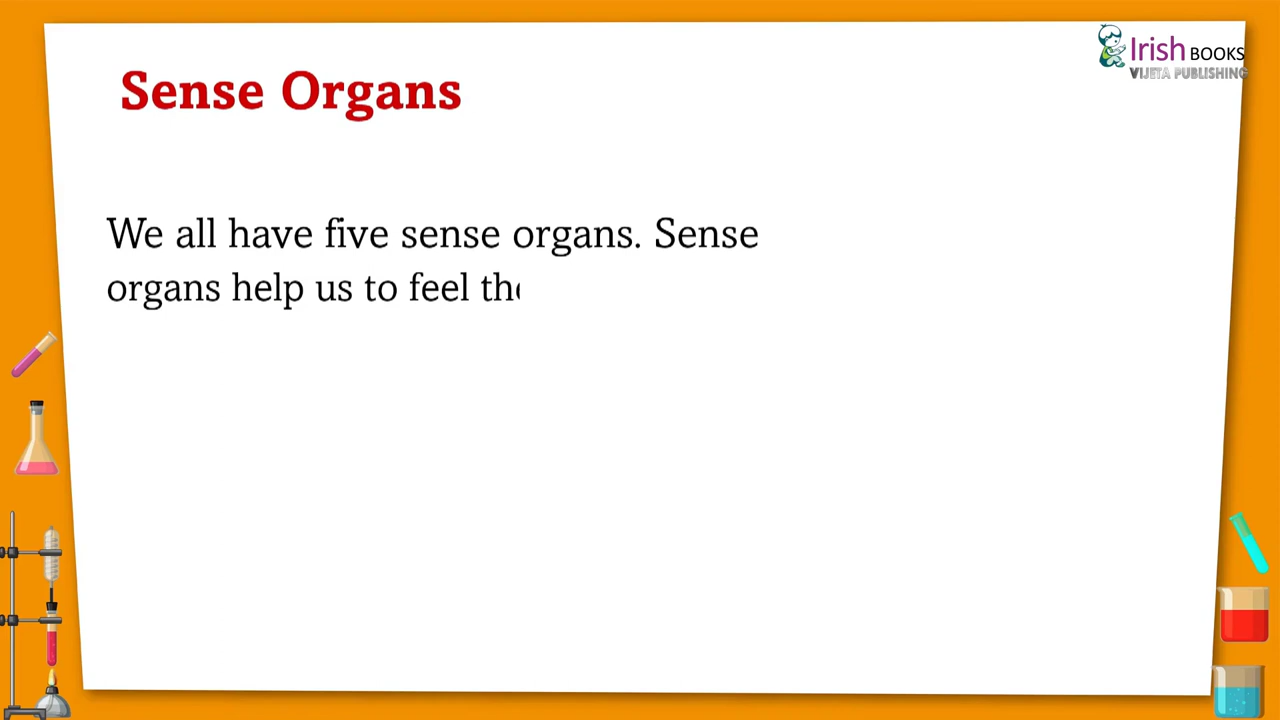 Irish BOOKS
VIJETA PUBLISHING
Sense Organs
We all have five sense organs. Sense
organs help us to feel